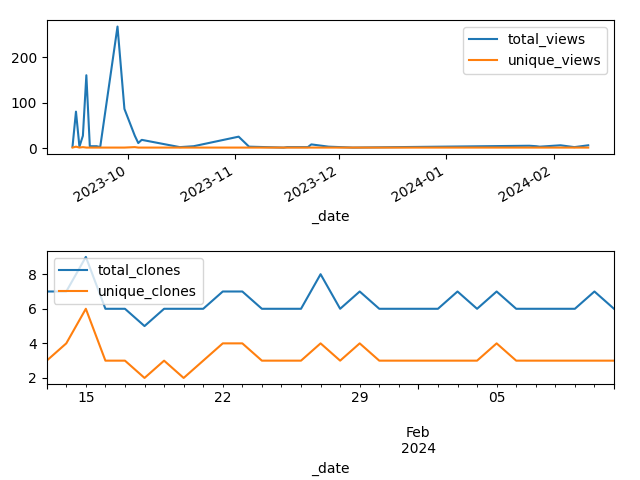 total_views
unique_views
200
100
0
2023-10
2023-11
2023-12
2024-01
2024-02
_date
total_clones
unique_clones
8
6
4
2
15
22
29
05
Feb
2024
_date